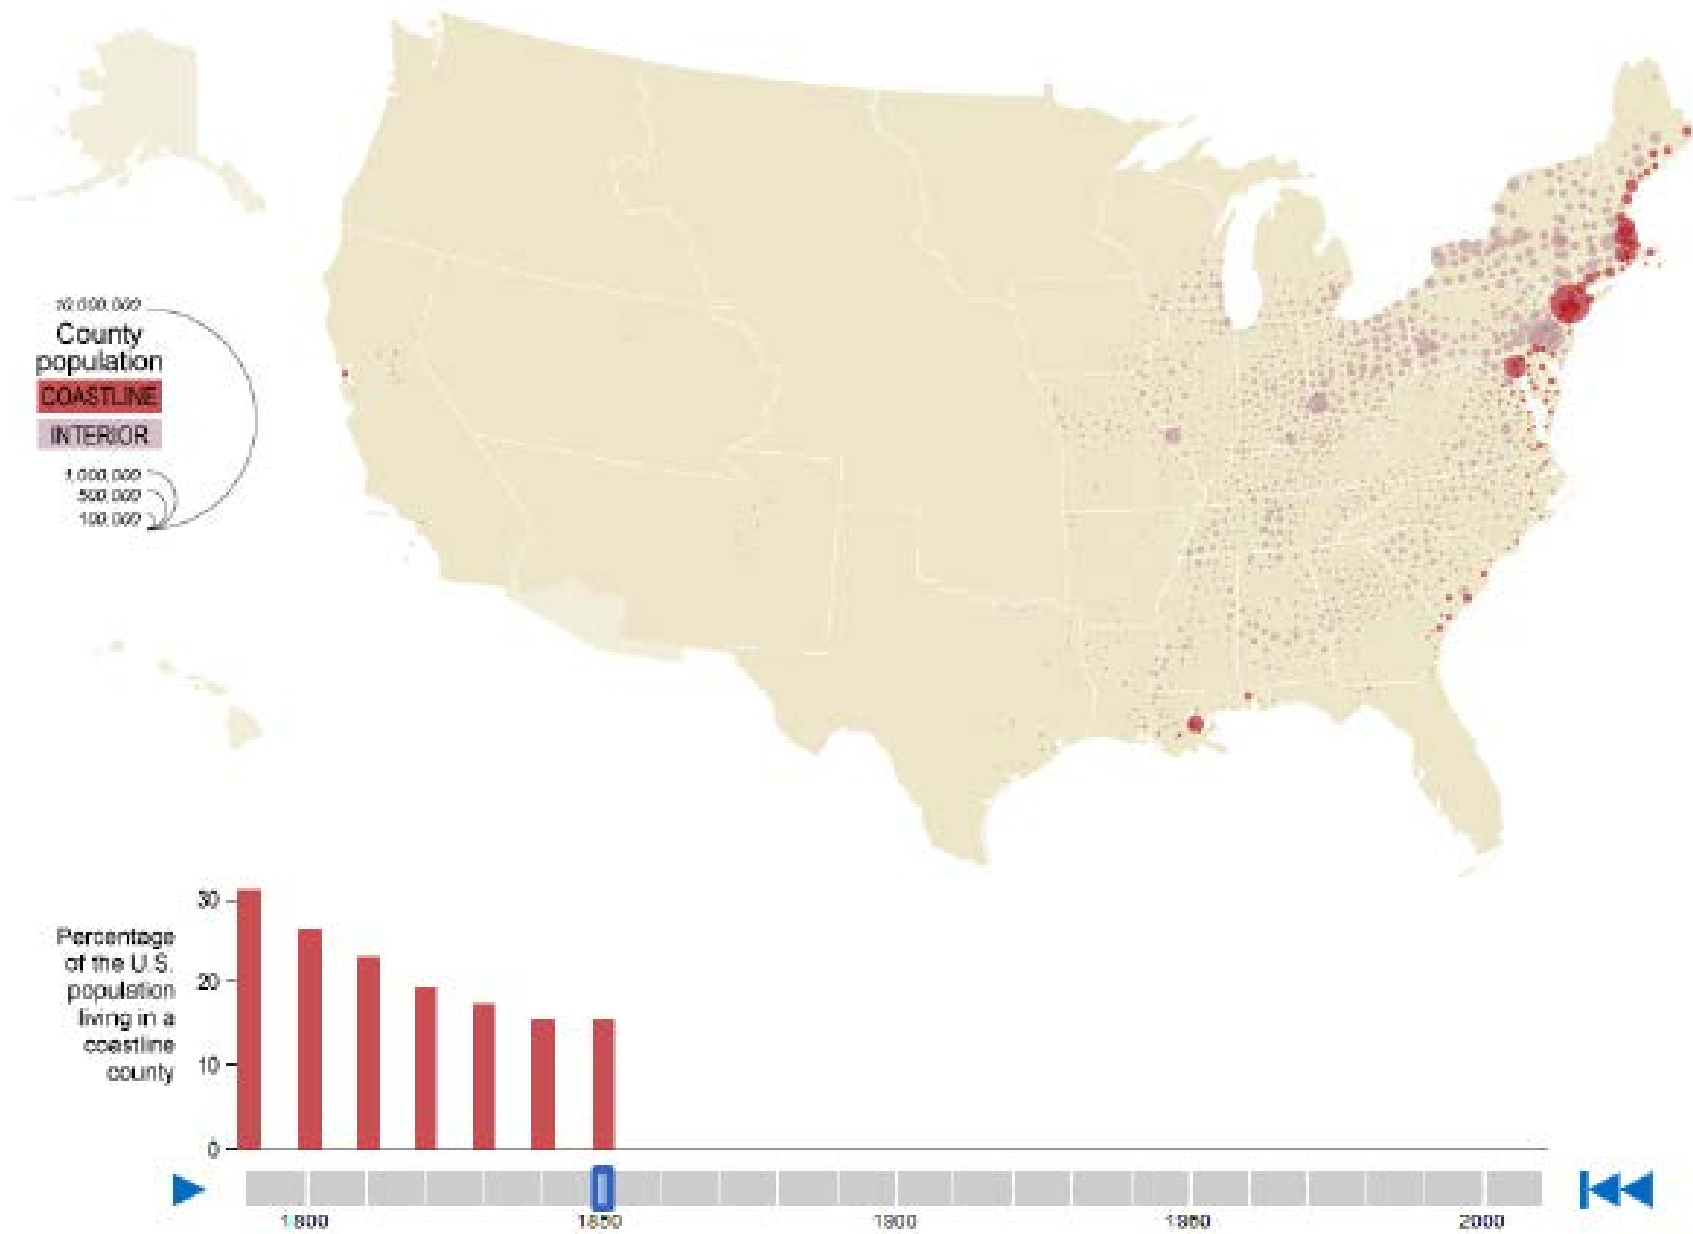 10,000,000
County
population
COASTLINE
INTERIOR
1,000,000
500,000
100,000
30
Percentage
of the U.S.
population
living in a
coastline
county
20
10
0
1800
1850
1900
1950
2000